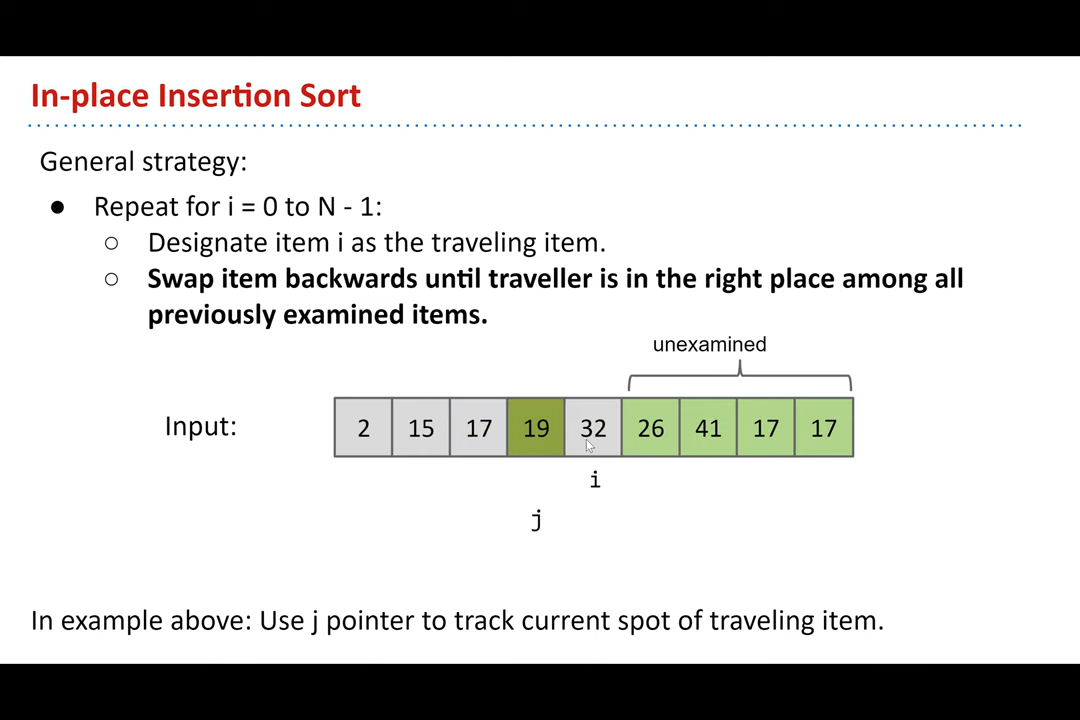 In-place Insertion Sort
General strategy:
● Repeat for i = 0 to N - 1:
○ Designate item i as the traveling item.
○ Swap item backwards until traveller is in the right place among all
previously examined items.
unexamined
Input: 2 15 17 19 32 26 41 17 17
i
j
In example above: Use j pointer to track current spot of traveling item.